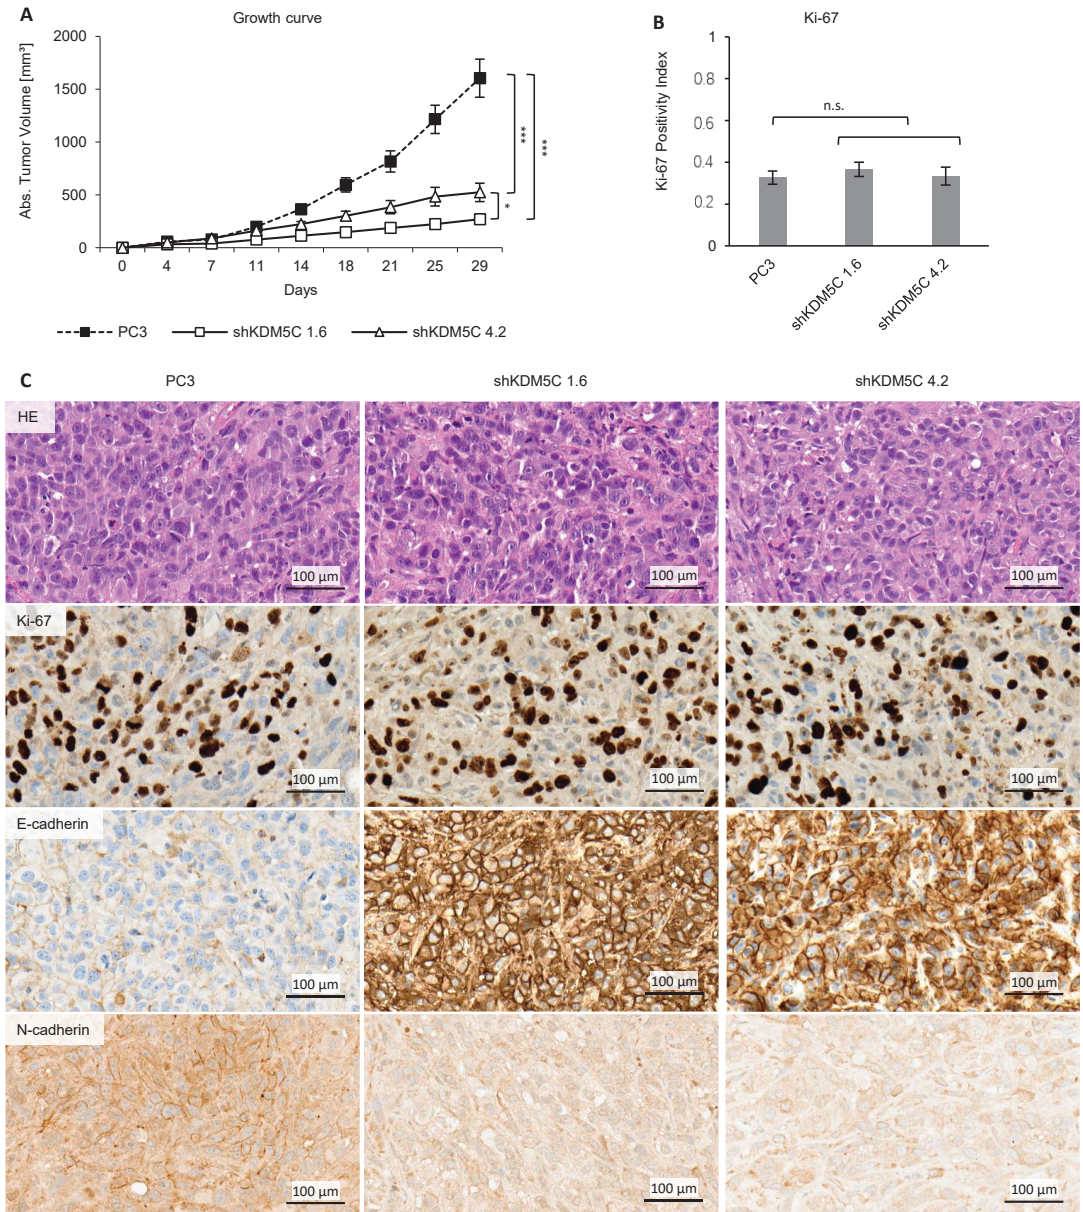 A
Growth curve
Abs. Tumor Volume [mm³]
2000
1500
1000
500
0
0 4 7 11 14 18 21 25 29
Days
***
***
*
PC3 shKDM5C 1.6 shKDM5C 4.2
B
Ki-67
Ki-67 Positivity Index
1
0.8
0.6
0.4
0.2
0
n.s.
PC3
shKDM5C 1.6
shKDM5C 4.2
C
PC3 shKDM5C 1.6 shKDM5C 4.2
HE
100 µm 100 µm 100 µm
Ki-67
100 µm 100 µm 100 µm
E-cadherin
100 µm 100 µm 100 µm
N-cadherin
100 µm 100 µm 100 µm